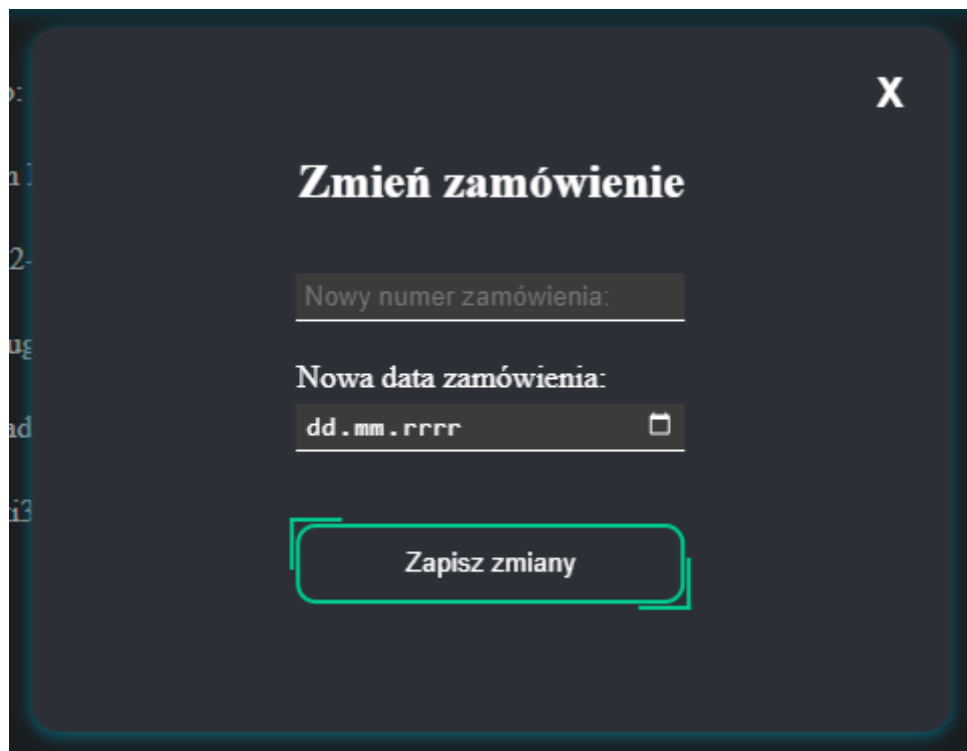 X
Zmień zamówienie
Nowy numer zamówienia:
Nowa data zamówienia:
dd.mm.rrrr
Zapisz zmiany